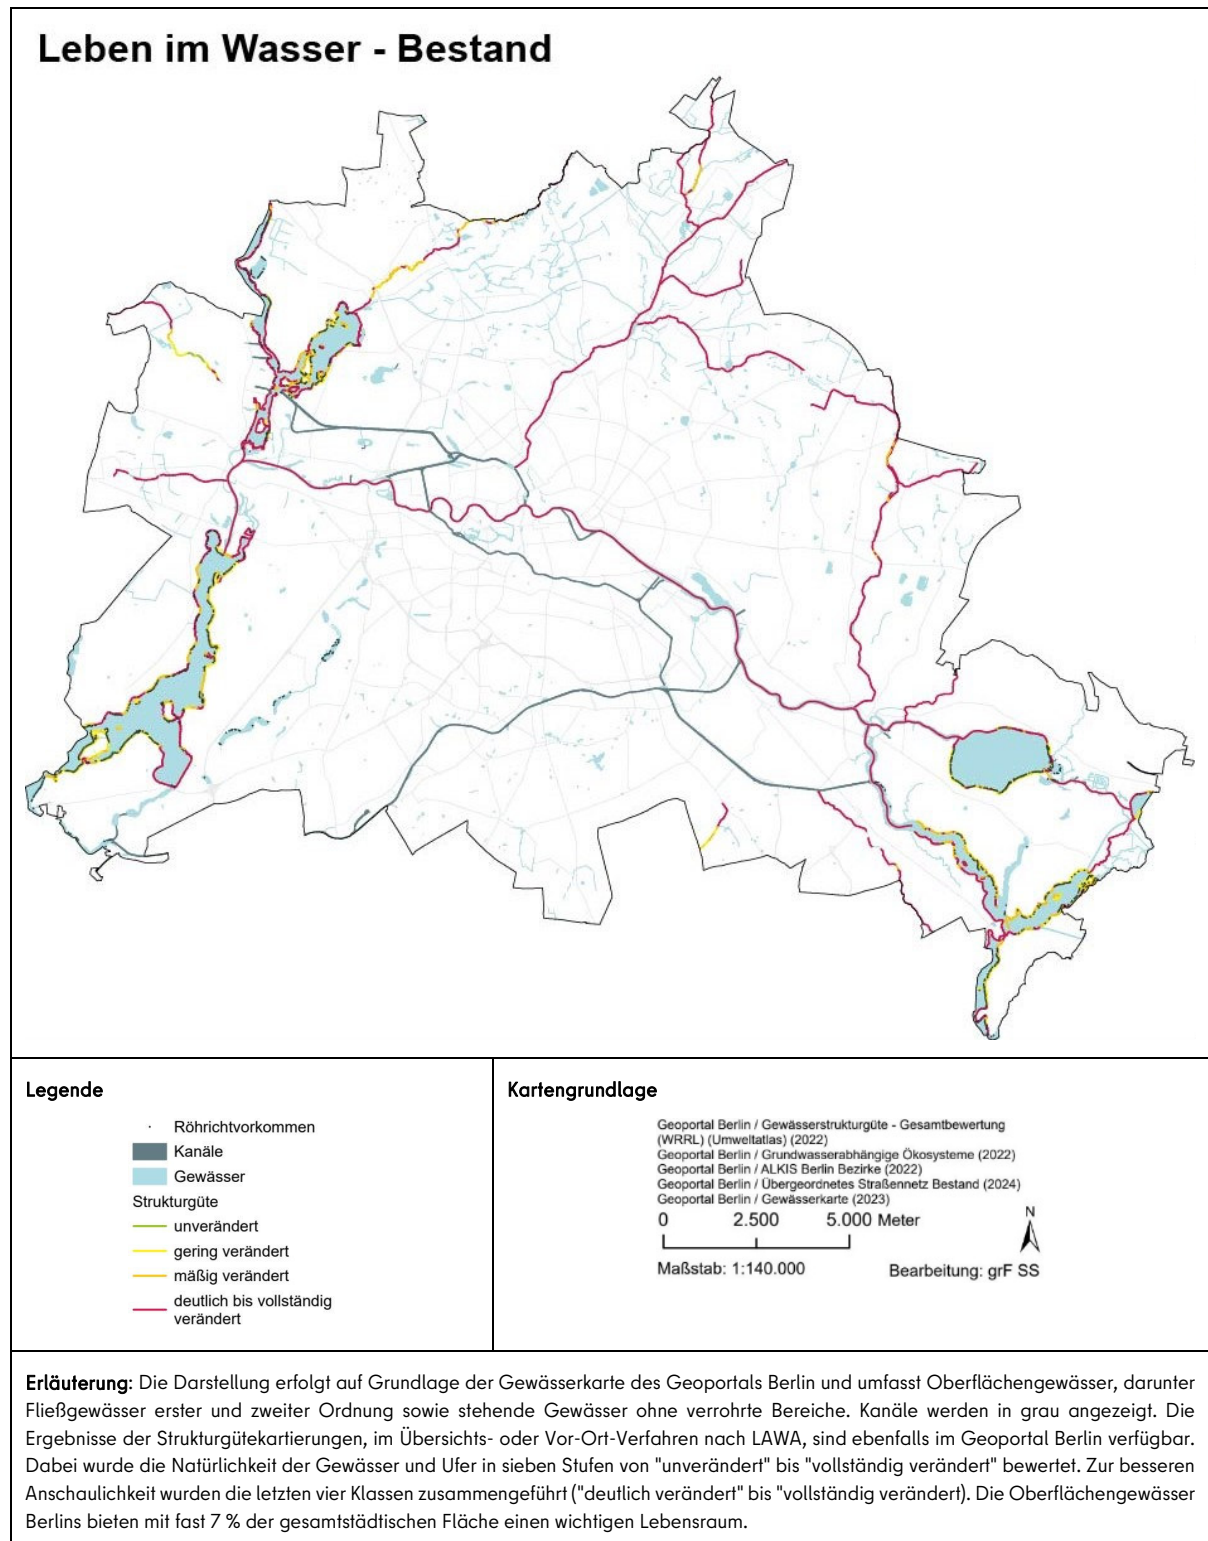 Leben im Wasser - Bestand
Legende
Röhrichtvorkommen
Kanäle
Gewässer
Strukturgüte
unverändert
gering verändert
mäßig verändert
deutlich bis vollständig
verändert
Kartengrundlage
Geoportal Berlin / Gewässerstrukturgüte - Gesamtbewertung
(WRRL) (Umweltatlas) (2022)
Geoportal Berlin / Grundwasserabhängige Ökosysteme (2022)
Geoportal Berlin / ALKIS Berlin Bezirke (2022)
Geoportal Berlin / Übergeordnetes Straßennetz Bestand (2024)
Geoportal Berlin / Gewässerkarte (2023)
0 2.500 5.000 Meter
N
Maßstab: 1:140.000
Bearbeitung: grF SS
Erläuterung: Die Darstellung erfolgt auf Grundlage der Gewässerkarte des Geoportals Berlin und umfasst Oberflächengewässer, darunter
Fließgewässer erster und zweiter Ordnung sowie stehende Gewässer ohne verrohrte Bereiche. Kanäle werden in grau angezeigt. Die
Ergebnisse der Strukturgütekartierungen, im Übersichts- oder Vor-Ort-Verfahren nach LAWA, sind ebenfalls im Geoportal Berlin verfügbar.
Dabei wurde die Natürlichkeit der Gewässer und Ufer in sieben Stufen von "unverändert" bis "vollständig verändert" bewertet. Zur besseren
Anschaulichkeit wurden die letzten vier Klassen zusammengeführt ("deutlich verändert" bis "vollständig verändert). Die Oberflächengewässer
Berlins bieten mit fast 7 % der gesamtstädtischen Fläche einen wichtigen Lebensraum.